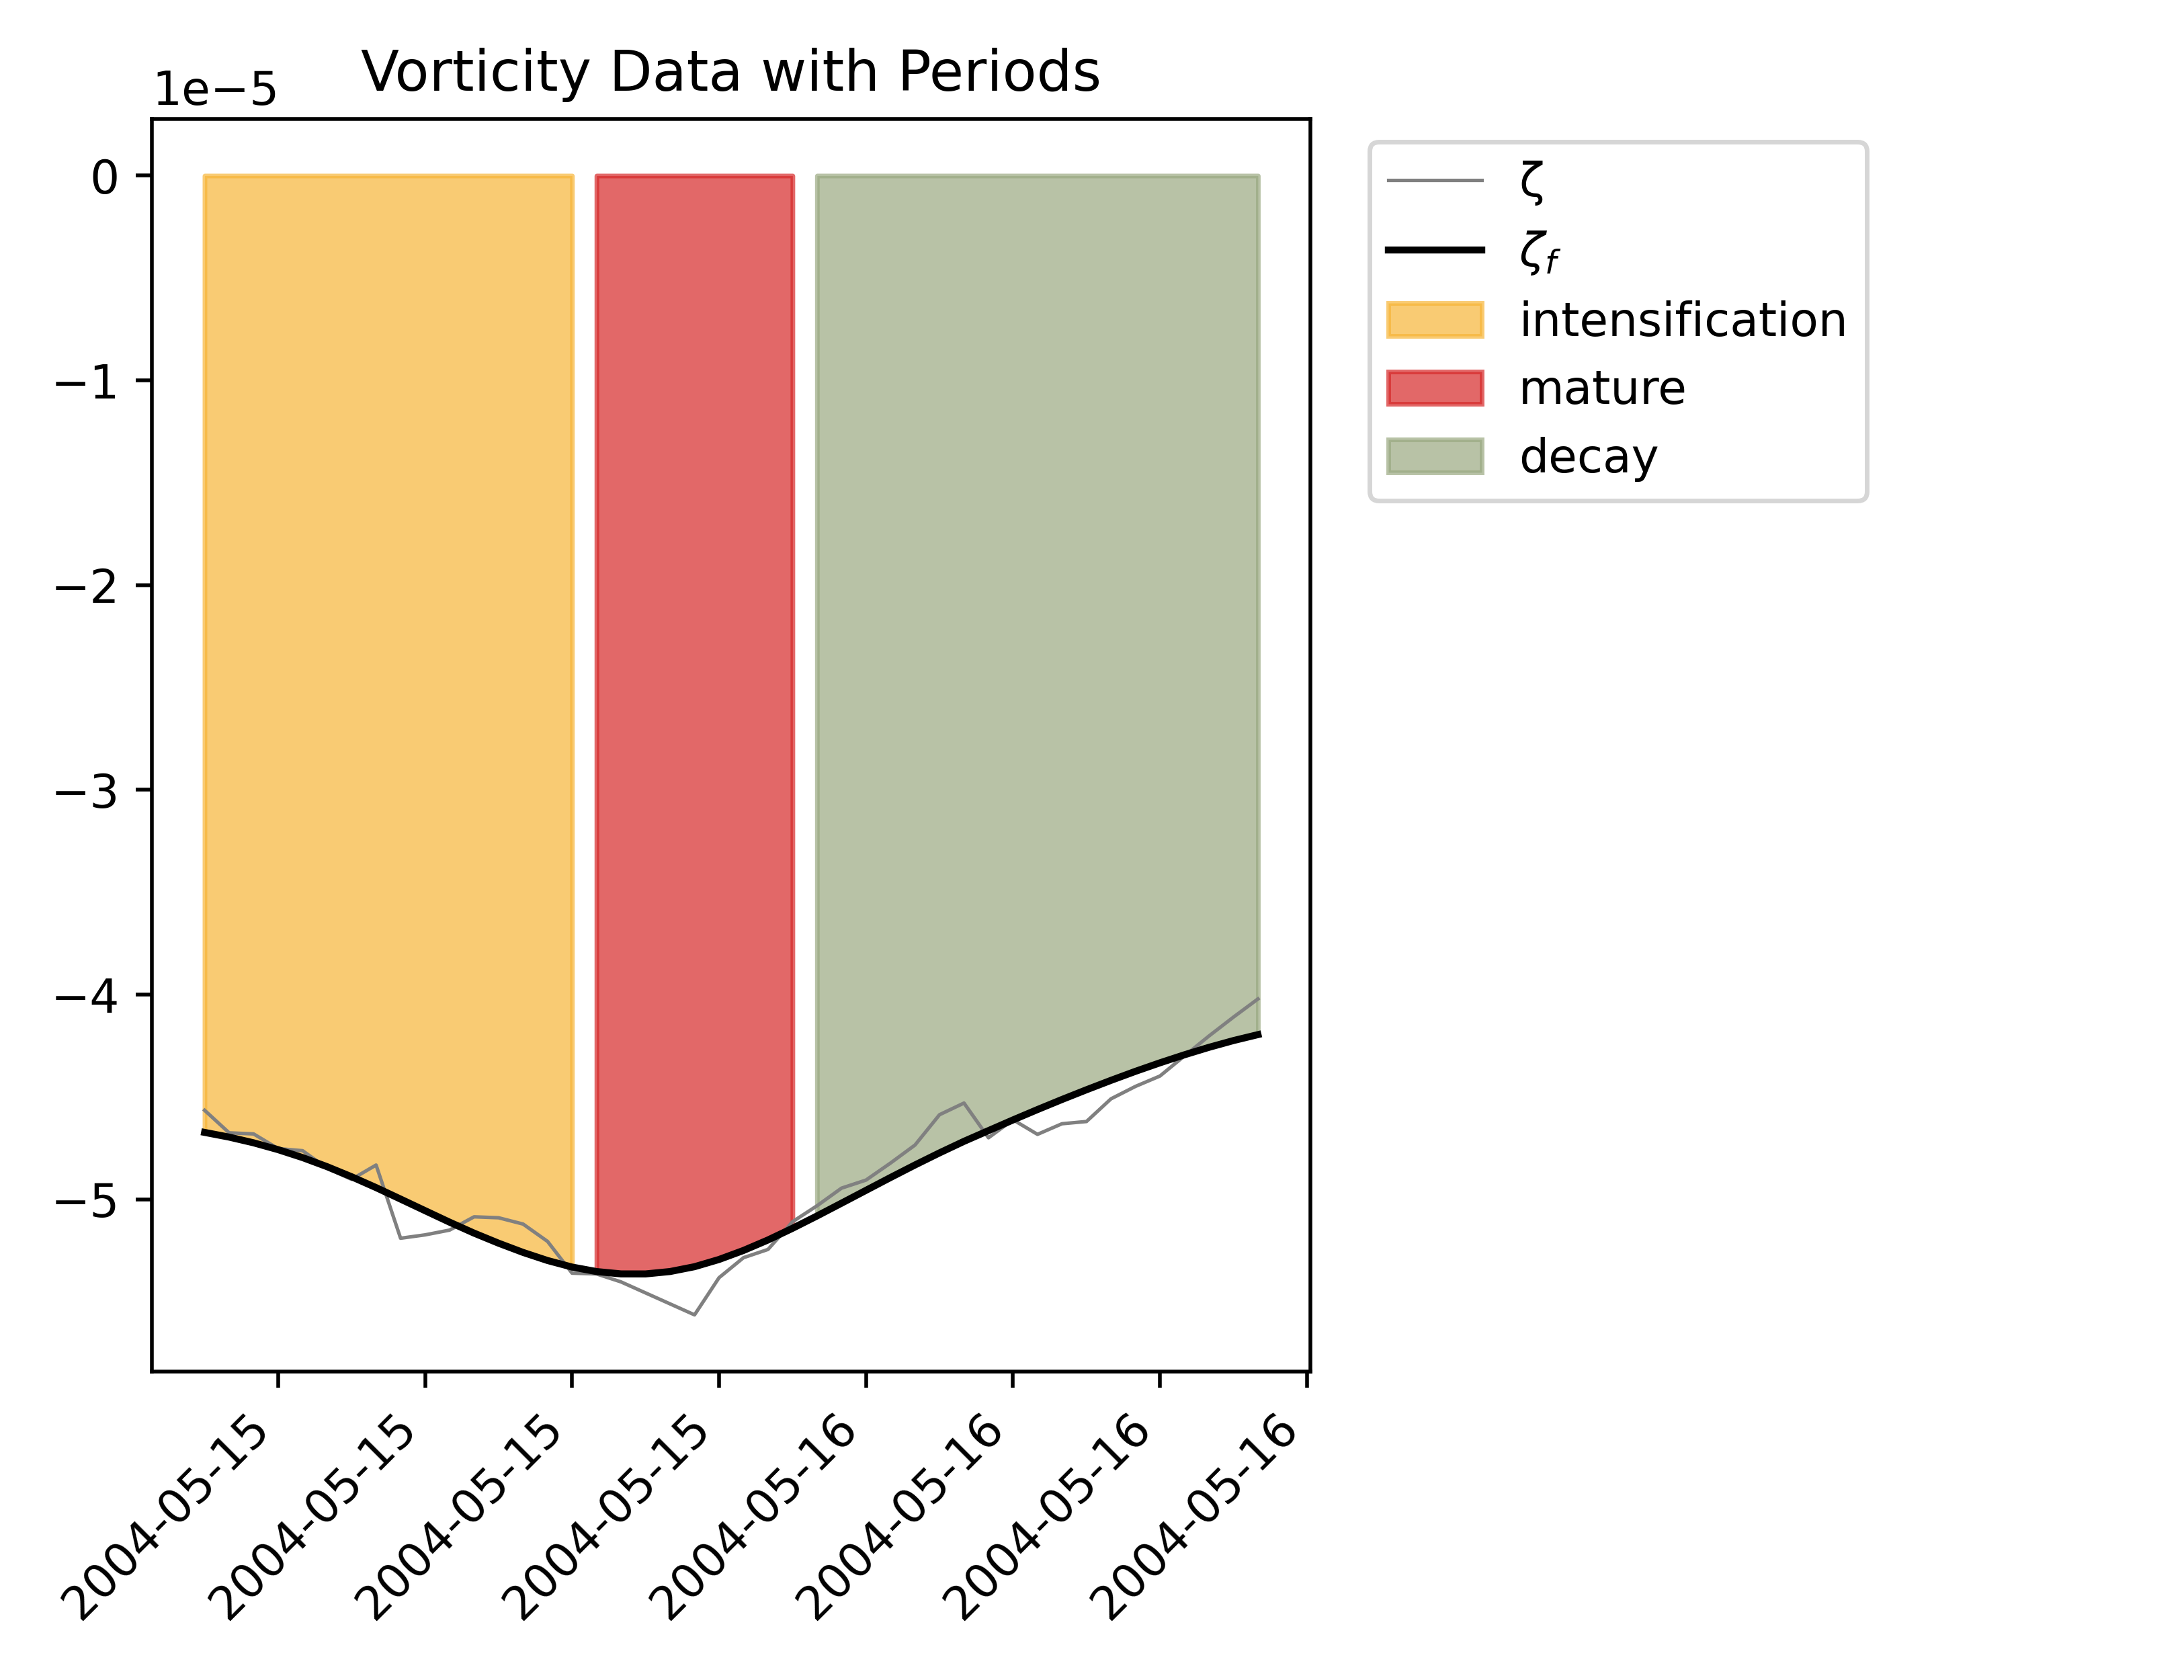 Vorticity Data with Periods
1e−5
0
−1
−2
−3
−4
−5
2004-05-15
2004-05-15
2004-05-15
2004-05-15
2004-05-16
2004-05-16
2004-05-16
2004-05-16
ζ
ζf
intensification
mature
decay